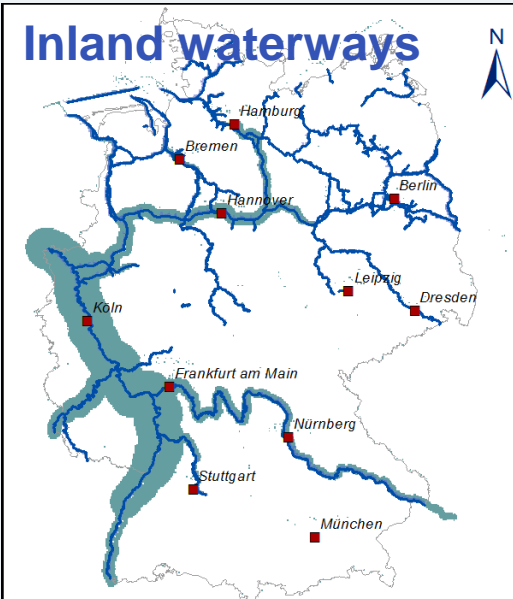 Inland waterways
N
Hamburg
Bremen
Berlin
Hannover
Leipzig
Dresden
Köln
Frankfurt am Main
Nürnberg
Stuttgart
München